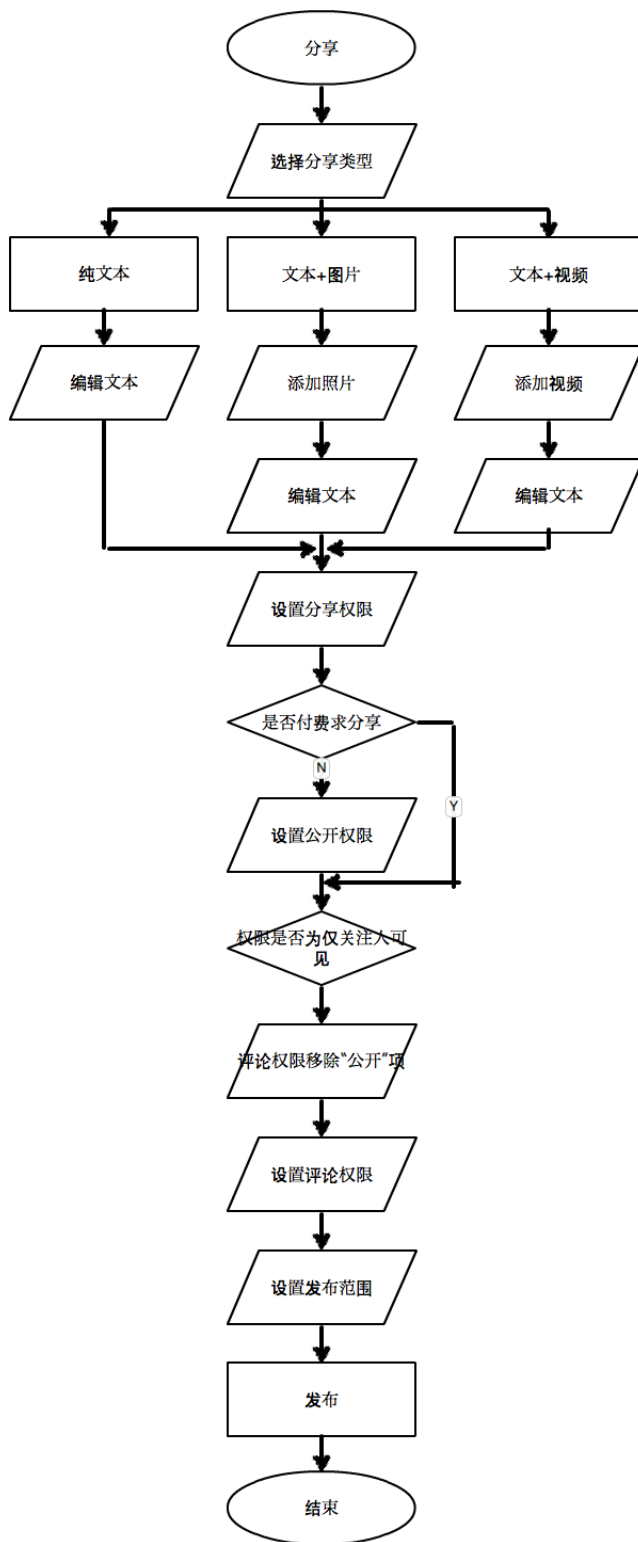 分享
选择分享类型
纯文本
文本+图片
文本+视频
编辑文本
添加照片
添加视频
编辑文本
编辑文本
设置分享权限
是否付费求分享
N
Y
设置公开权限
权限是否为仅关注人可
见
评论权限移除“公开”项
设置评论权限
设置发布范围
发布
结束